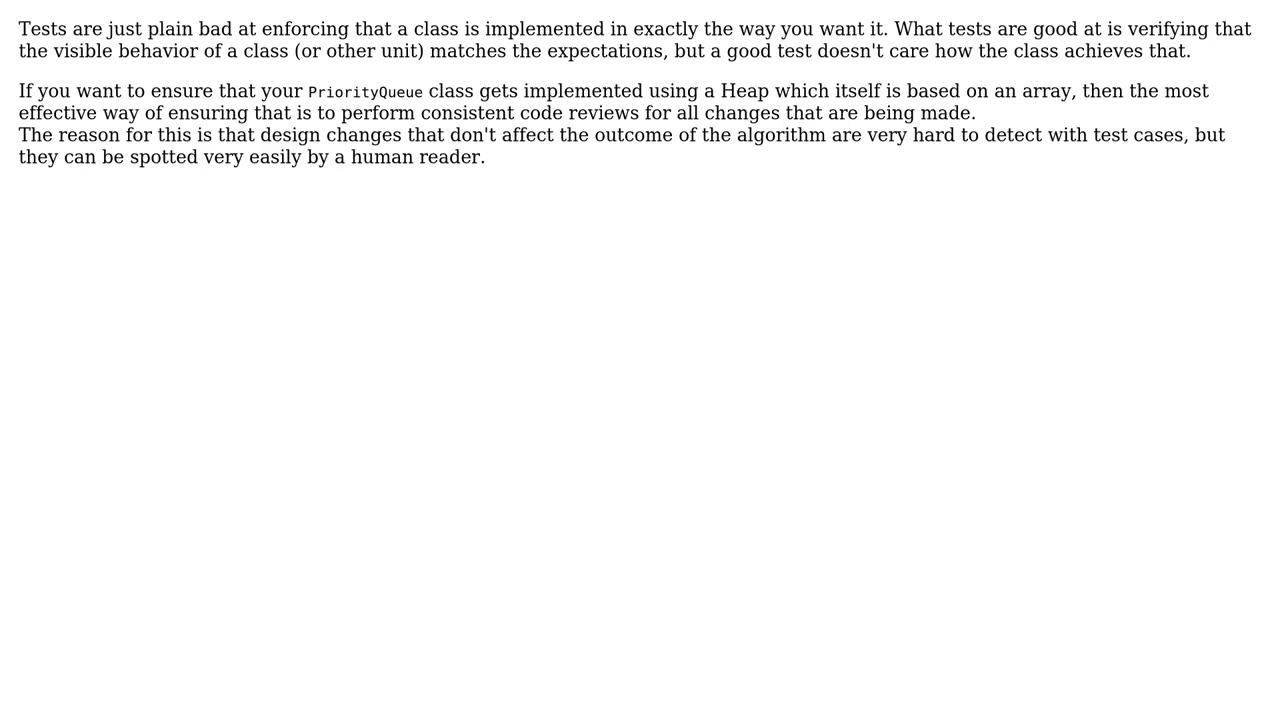 Tests are just plain bad at enforcing that a class is implemented in exactly the way you want it. What tests are good at is verifying that
the visible behavior of a class (or other unit) matches the expectations, but a good test doesn't care how the class achieves that.
If you want to ensure that your PriorityQueue class gets implemented using a Heap which itself is based on an array, then the most
effective way of ensuring that is to perform consistent code reviews for all changes that are being made.
The reason for this is that design changes that don't affect the outcome of the algorithm are very hard to detect with test cases, but
they can be spotted very easily by a human reader.